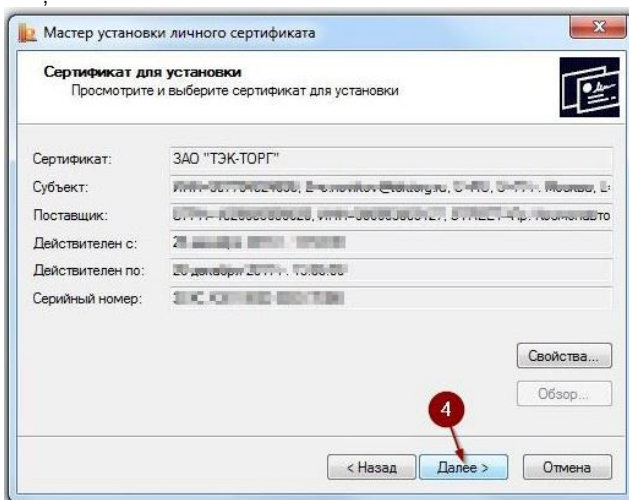 Мастер установки личного сертификата
Сертификат для установки
Просмотрите и выберите сертификат для установки
Сертификат: ЗАО "ТЭК-ТОРГ"
Субъект:
Поставщик:
Действителен с:
Действителен по:
Серийный номер:
Свойства...
Обзор...
4
< Назад Далее > Отмена